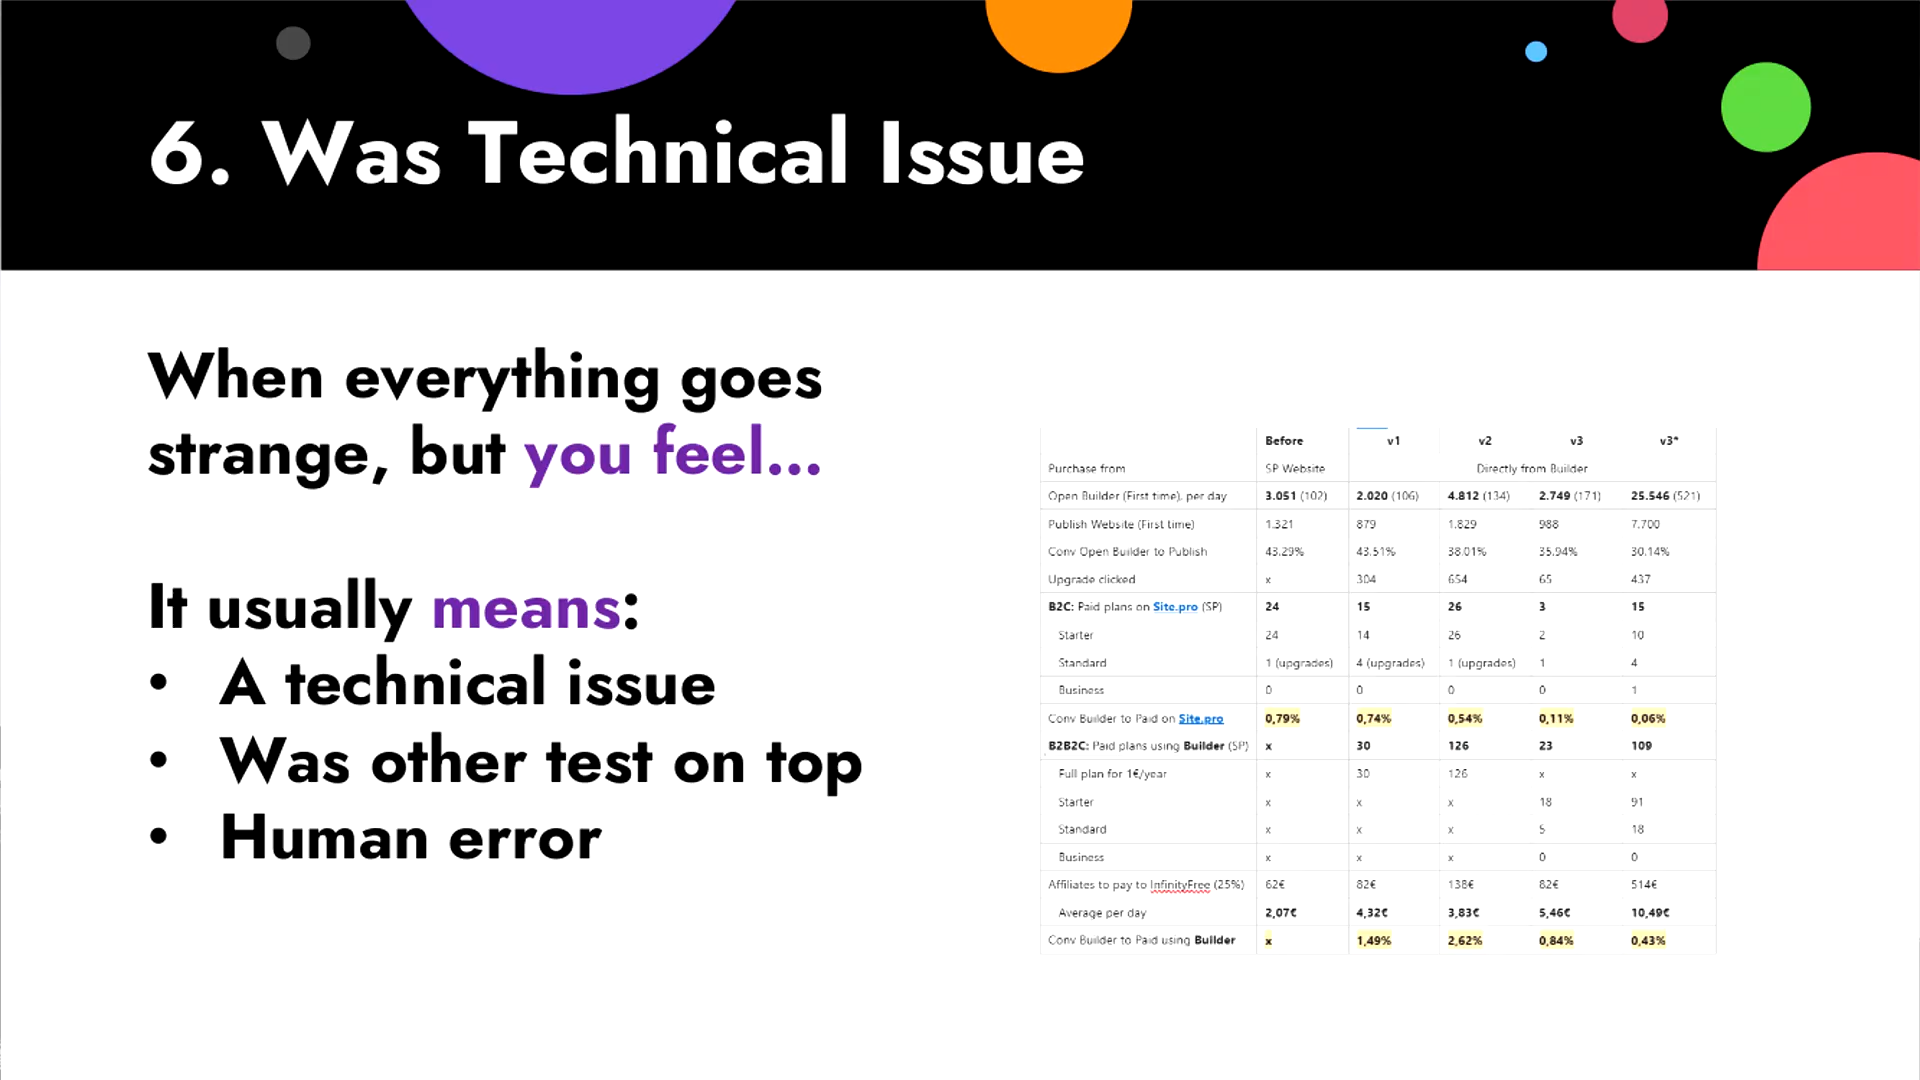 6. Was Technical Issue
When everything goes
strange, but you feel...
It usually means:
• A technical issue
• Was other test on top
• Human error
Before v1 v2 v3 v3*
Purchase from SP Website Directly from Builder
Open Builder (First time), per day 3.051 (102) 2.020 (106) 4.812 (134) 2.749 (171) 25.546 (521)
Publish Website (First time) 1.321 879 1.829 988 7.700
Conv Open Builder to Publish 43.29% 43.51% 38.01% 35.94% 30.14%
Upgrade clicked x 304 654 65 437
B2C: Paid plans on Site.pro (SP) 24 15 26 3 15
Starter 24 14 26 2 10
Standard 1 (upgrades) 4 (upgrades) 1 (upgrades) 1 4
Business 0 0 0 0 1
Conv Builder to Paid on Site.pro 0,79% 0,74% 0,54% 0,11% 0,06%
B2B2C: Paid plans using Builder (SP) x 30 126 23 109
Full plan for 1€/year x 30 126 x x
Starter x x x 18 91
Standard x x x 5 18
Business x x x 0 0
Affiliates to pay to InfinityFree (25%) 62€ 82€ 138€ 82€ 514€
Average per day 2,07€ 4,32€ 3,83€ 5,46€ 10,49€
Conv Builder to Paid using Builder x 1,49% 2,62% 0,84% 0,43%